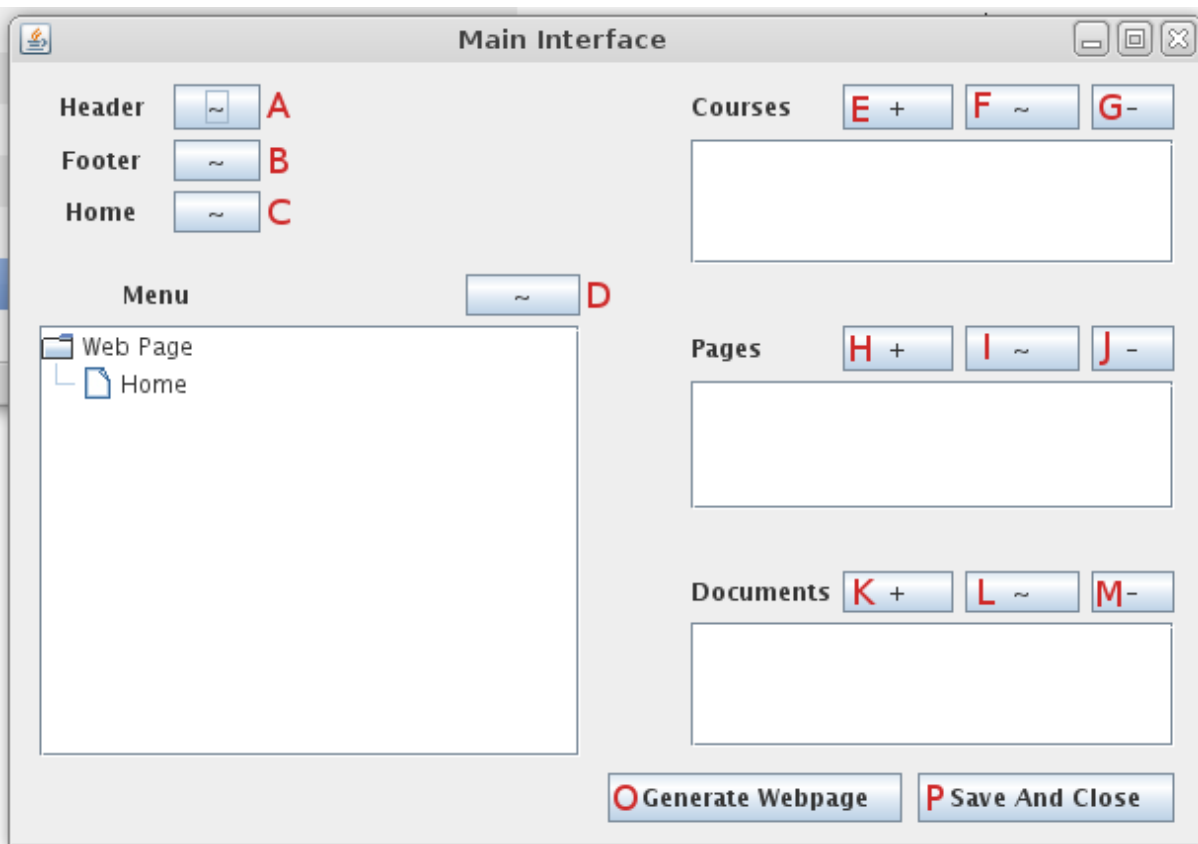 Main Interface
Header ~ A
Footer ~ B
Home ~ C
Menu ~ D
Web Page
Home
Courses E + F ~ G -
Pages H + I ~ J -
Documents K + L ~ M -
O Generate Webpage P Save And Close